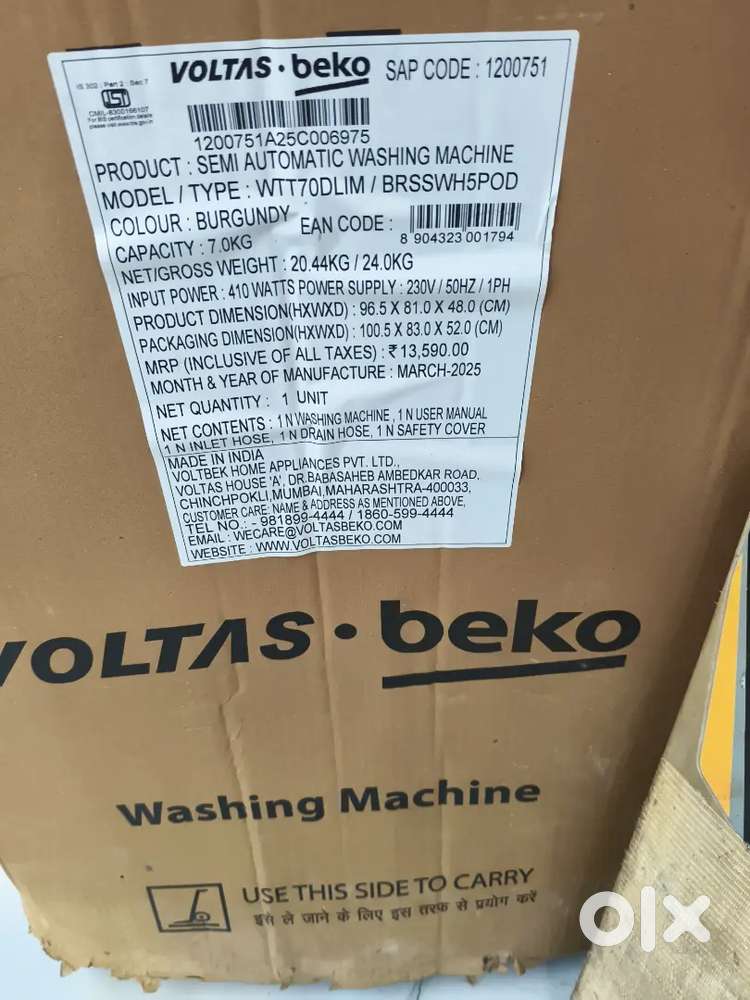 IS 302 : Part 2 : Sec 7
ISI
VOLTAS • beko SAP CODE : 1200751
1200751A25C006975
PRODUCT : SEMI AUTOMATIC WASHING MACHINE
MODEL / TYPE : WTT70DLIM / BRSSWH5POD
COLOUR : BURGUNDY EAN CODE :
8 904323 001794
CAPACITY : 7.0KG
NET/GROSS WEIGHT : 20.44KG / 24.0KG
INPUT POWER : 410 WATTS POWER SUPPLY : 230V / 50HZ / 1PH
PRODUCT DIMENSION(HXWXD) : 96.5 X 81.0 X 48.0 (CM)
PACKAGING DIMENSION(HXWXD) : 100.5 X 83.0 X 52.0 (CM)
MRP (INCLUSIVE OF ALL TAXES) : ₹ 13,590.00
MONTH & YEAR OF MANUFACTURE : MARCH-2025
NET QUANTITY : 1 UNIT
NET CONTENTS : 1 N WASHING MACHINE , 1 N USER MANUAL
1 N INLET HOSE, 1 N DRAIN HOSE, 1 N SAFETY COVER
MADE IN INDIA
VOLTBEK HOME APPLIANCES PVT. LTD.,
VOLTAS HOUSE 'A', DR.BABASAHEB AMBEDKAR ROAD,
CHINCHPOKLI,MUMBAI,MAHARASHTRA-400033,
CUSTOMER CARE: NAME & ADDRESS AS MENTIONED ABOVE,
TEL NO.: - 981899-4444 / 1860-599-4444
EMAIL : WECARE@VOLTASBEKO.COM
WEBSITE : WWW.VOLTASBEKO.COM
VOLTAS • beko
Washing Machine
USE THIS SIDE TO CARRY
इसे ले जाने के लिए इस तरफ से प्रयोग करें
olx